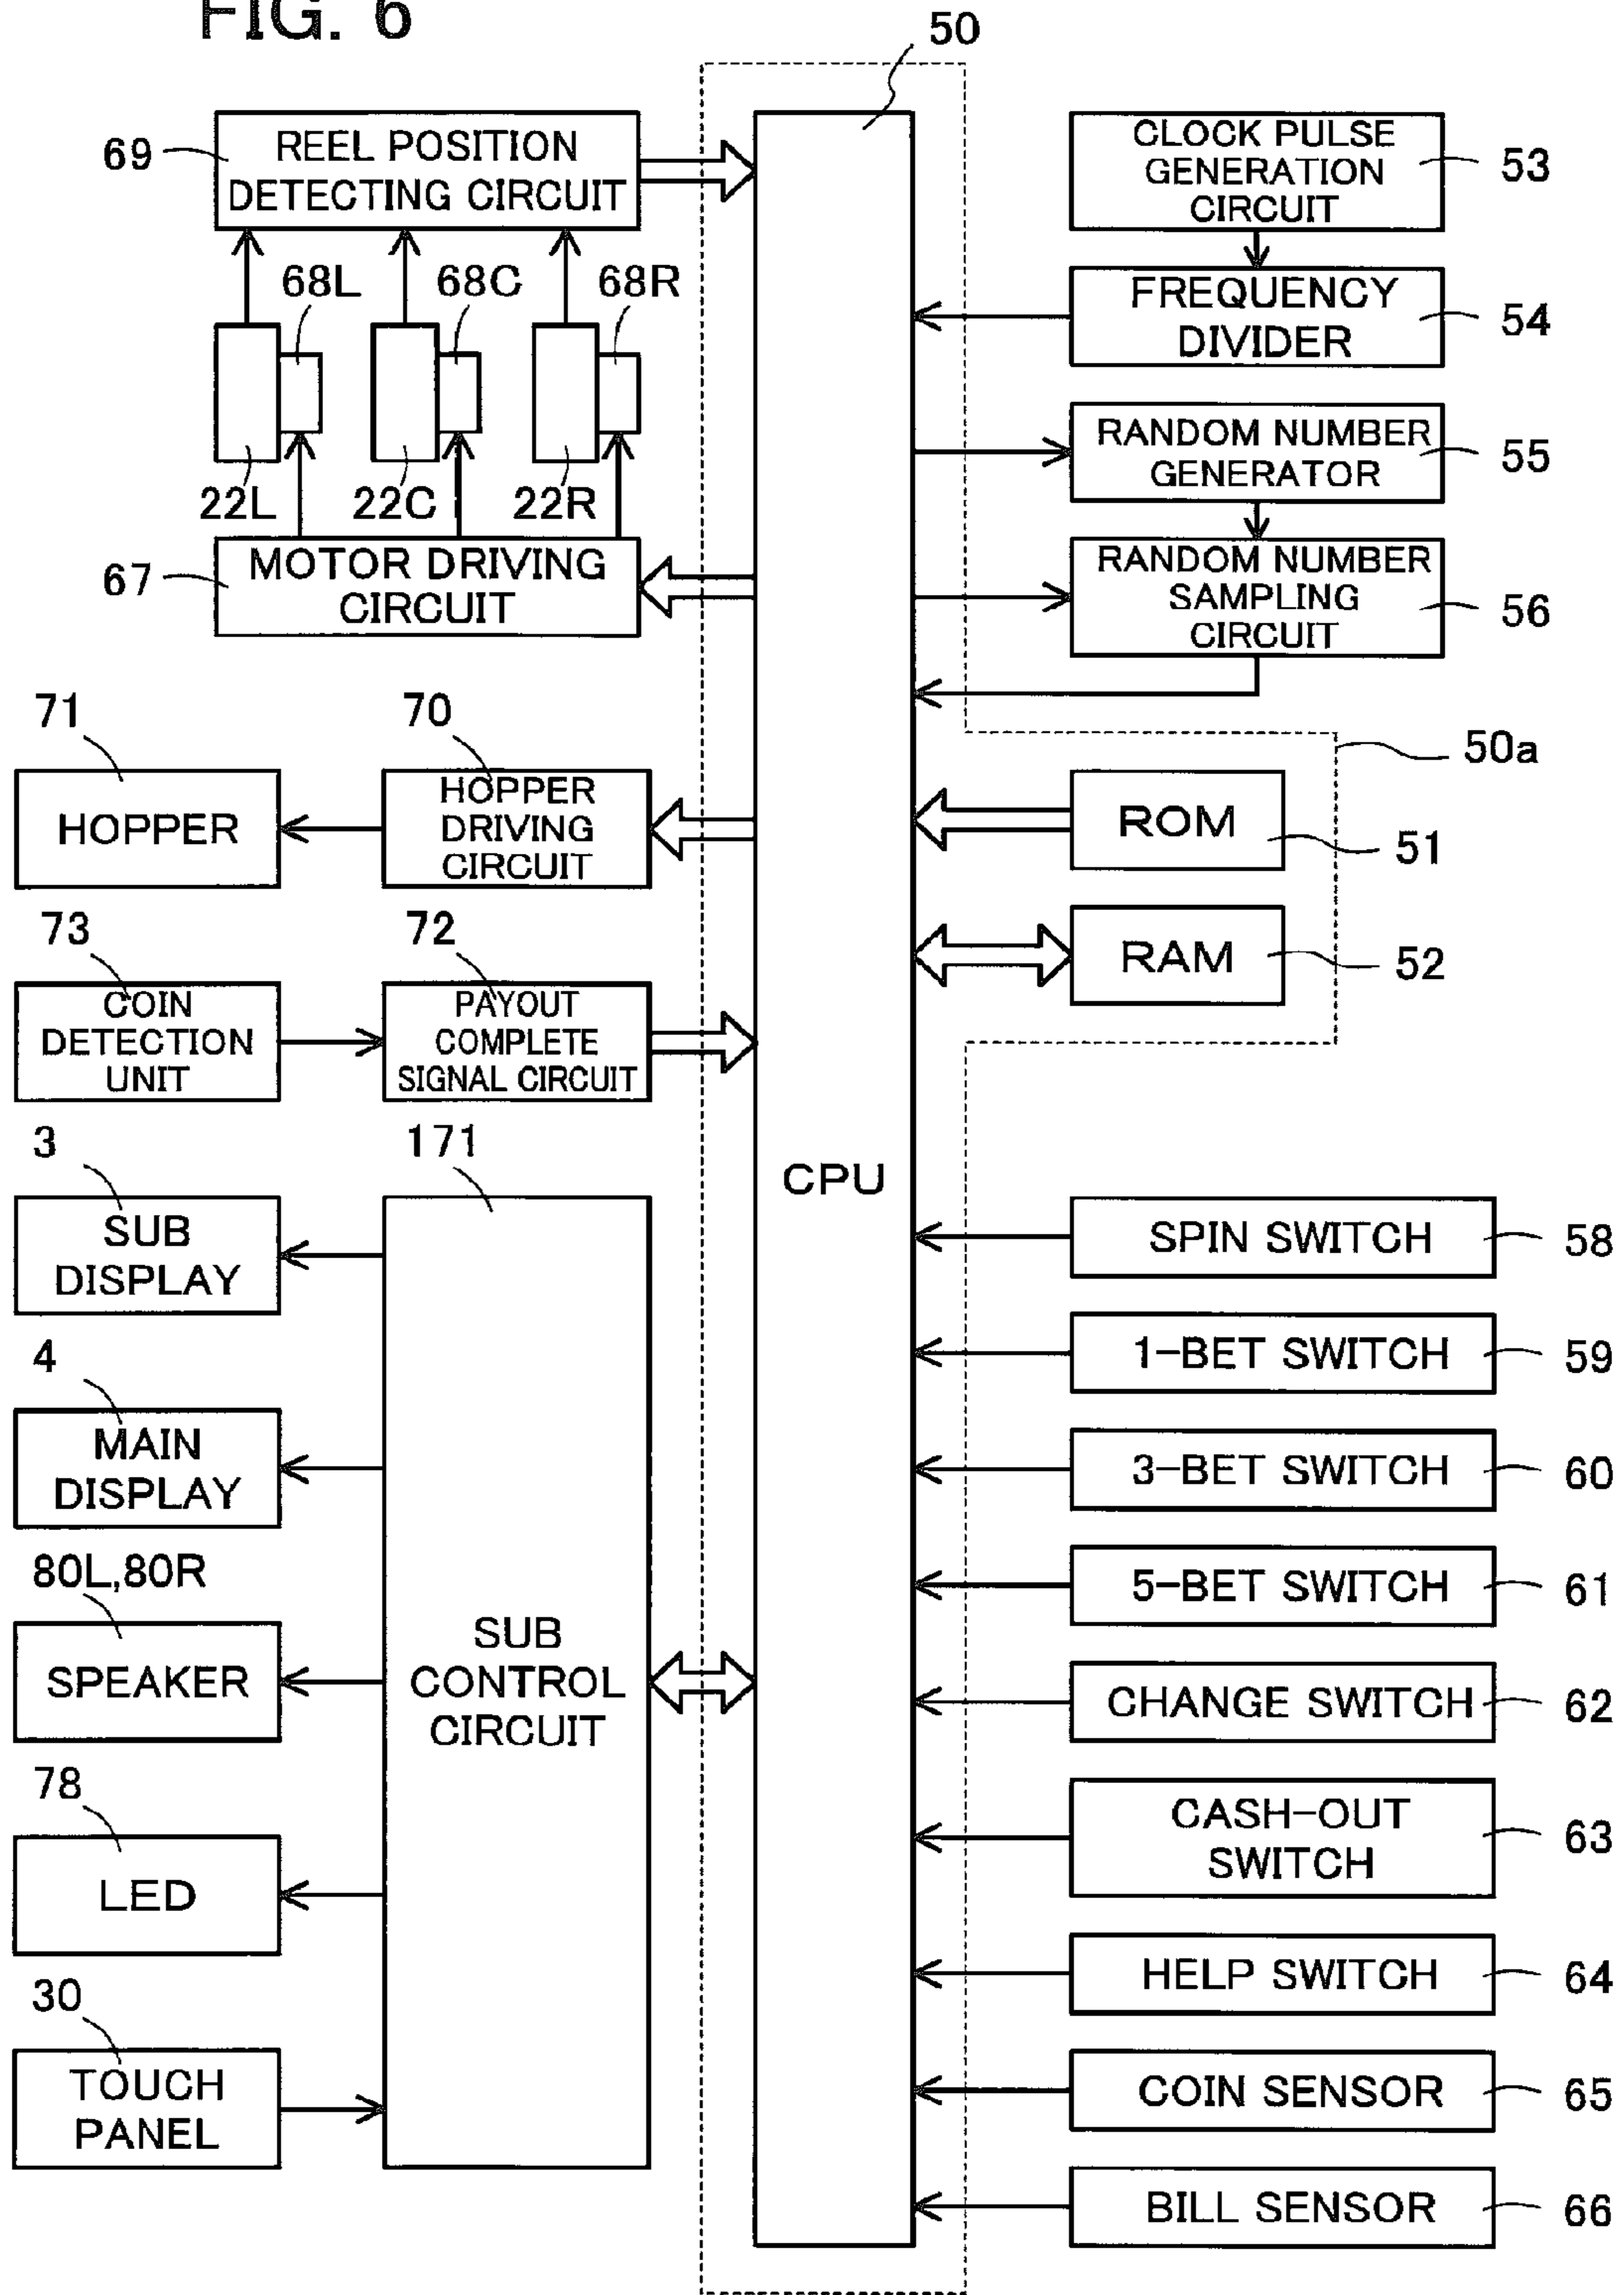 FIG. 6
50
69
REEL POSITION
DETECTING CIRCUIT
CLOCK PULSE
GENERATION
CIRCUIT
53
68L
68C
68R
FREQUENCY
DIVIDER
54
22L
22C
22R
RANDOM NUMBER
GENERATOR
55
67
MOTOR DRIVING
CIRCUIT
RANDOM NUMBER
SAMPLING
CIRCUIT
56
71
HOPPER
70
HOPPER
DRIVING
CIRCUIT
50a
ROM
51
73
COIN
DETECTION
UNIT
72
PAYOUT
COMPLETE
SIGNAL CIRCUIT
RAM
52
CPU
3
SUB
DISPLAY
171
SUB
CONTROL
CIRCUIT
4
MAIN
DISPLAY
80L,80R
SPEAKER
78
LED
30
TOUCH
PANEL
SPIN SWITCH
58
1-BET SWITCH
59
3-BET SWITCH
60
5-BET SWITCH
61
CHANGE SWITCH
62
CASH-OUT
SWITCH
63
HELP SWITCH
64
COIN SENSOR
65
BILL SENSOR
66